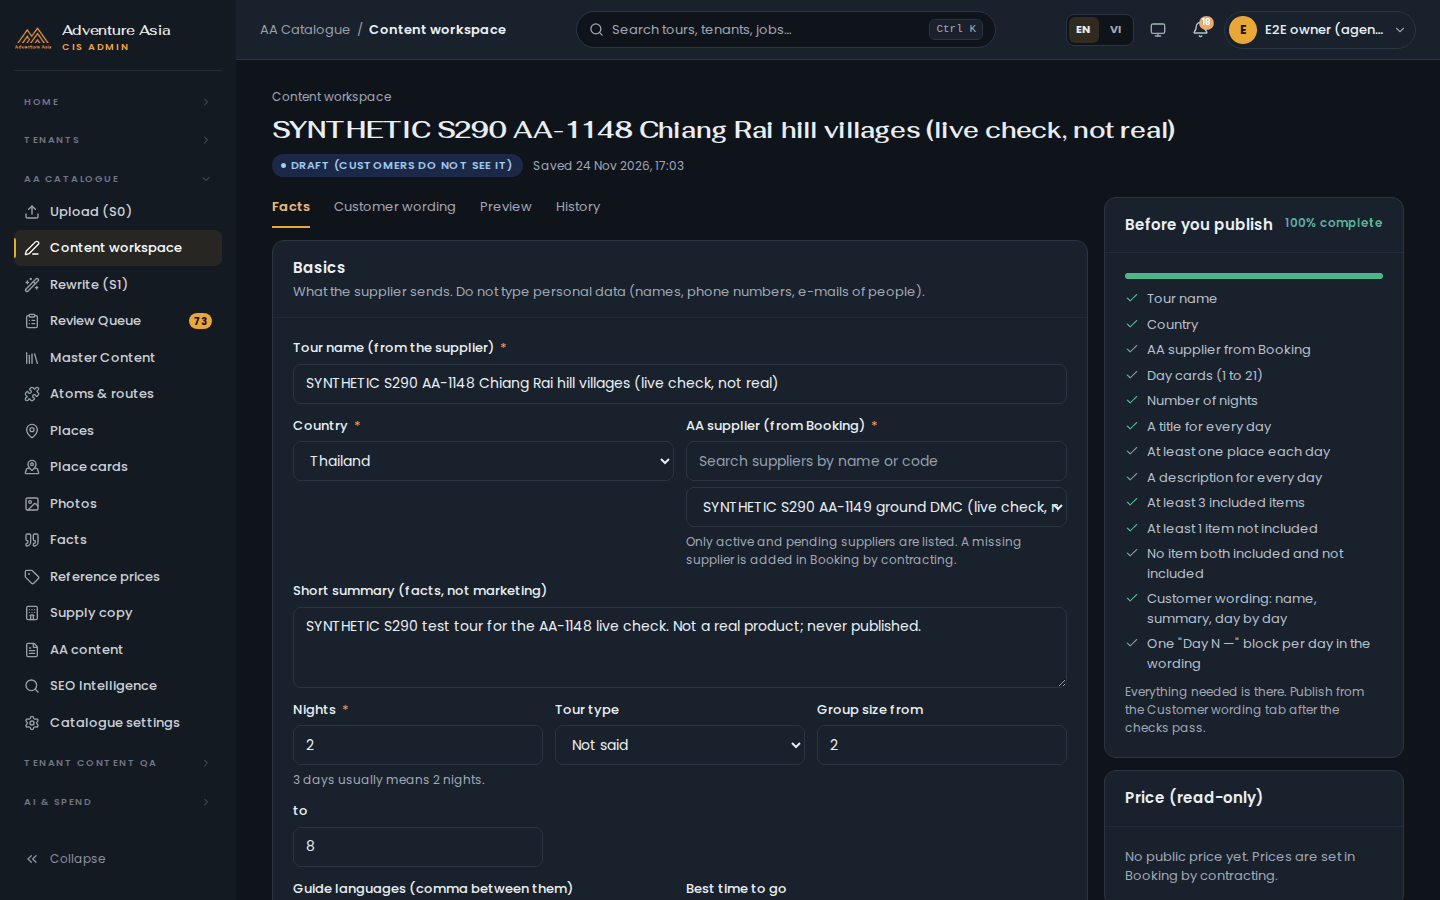 Adventure Asia
CIS ADMIN
Adventure Asia
HOME
TENANTS
AA CATALOGUE
Upload (S0)
Content workspace
Rewrite (S1)
Review Queue 73
Master Content
Atoms & routes
Places
Place cards
Photos
Facts
Reference prices
Supply copy
AA content
SEO Intelligence
Catalogue settings
TENANT CONTENT QA
AI & SPEND
Collapse
AA Catalogue / Content workspace
Search tours, tenants, jobs... Ctrl K
EN VI
18
E E2E owner (agen...
Content workspace
SYNTHETIC S290 AA-1148 Chiang Rai hill villages (live check, not real)
DRAFT (CUSTOMERS DO NOT SEE IT) Saved 24 Nov 2026, 17:03
Facts Customer wording Preview History
Basics
What the supplier sends. Do not type personal data (names, phone numbers, e-mails of people).
Tour name (from the supplier) *
SYNTHETIC S290 AA-1148 Chiang Rai hill villages (live check, not real)
Country * AA supplier (from Booking) *
Thailand Search suppliers by name or code
SYNTHETIC S290 AA-1149 ground DMC (live check,
Only active and pending suppliers are listed. A missing
supplier is added in Booking by contracting.
Short summary (facts, not marketing)
SYNTHETIC S290 test tour for the AA-1148 live check. Not a real product; never published.
Nights * Tour type Group size from
2 Not said 2
3 days usually means 2 nights.
to
8
Guide languages (comma between them) Best time to go
Before you publish 100% complete
Tour name
Country
AA supplier from Booking
Day cards (1 to 21)
Number of nights
A title for every day
At least one place each day
A description for every day
At least 3 included items
At least 1 item not included
No item both included and not
included
Customer wording: name,
summary, day by day
One "Day N —" block per day in the
wording
Everything needed is there. Publish from
the Customer wording tab after the
checks pass.
Price (read-only)
No public price yet. Prices are set in
Booking by contracting.